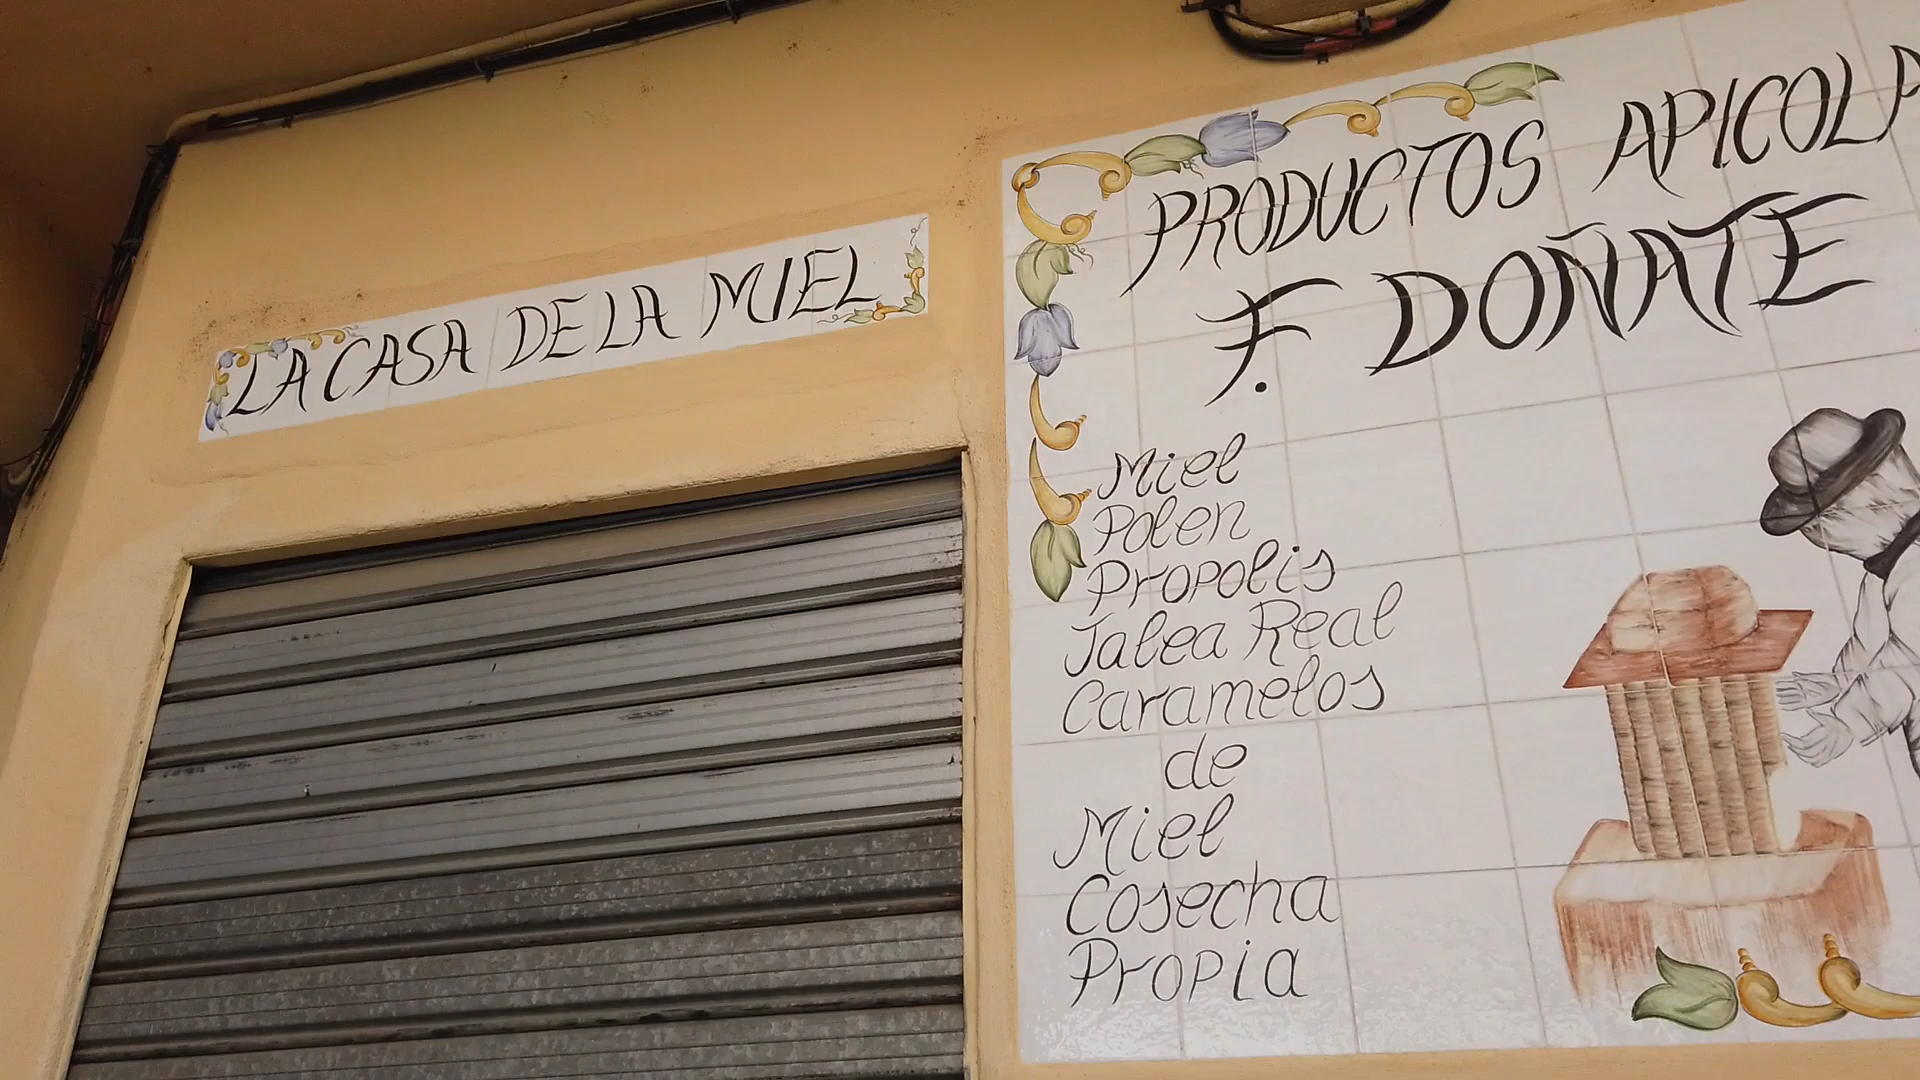 LA CASA DE LA MIEL
PRODUCTOS APICOLA
F. DOÑATE
Miel
Polen
Propolis
Jalea Real
Caramelos
de
Miel
Cosecha
Propia